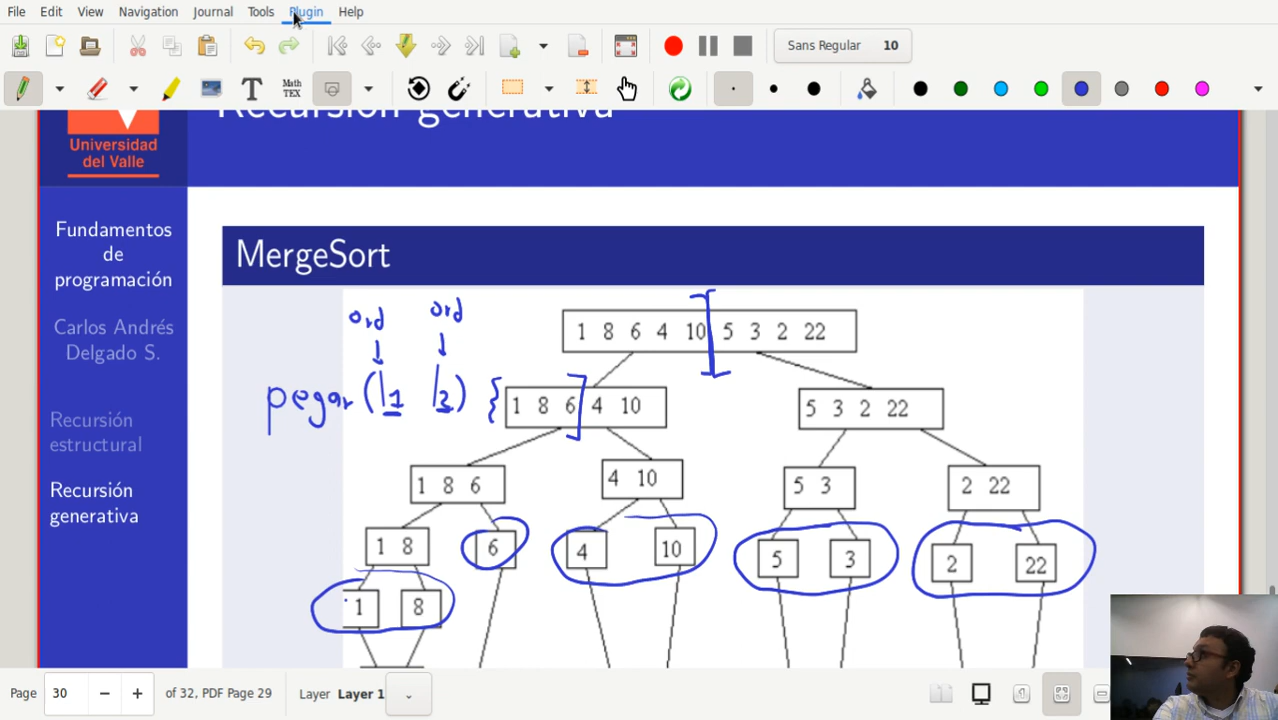 File Edit View Navigation Journal Tools Plugin Help
Sans Regular 10
T Math TEX
Recursión generativa
Universidad
del Valle
Fundamentos
de
programación
Carlos Andrés
Delgado S.
Recursión
estructural
Recursión
generativa
MergeSort
ord ord
pegar (l1 l2) {
1 8 6 4 10 5 3 2 22
1 8 6 4 10
5 3 2 22
1 8 6
4 10
5 3
2 22
1 8
6
4
10
5
3
2
22
1
8
Page 30 of 32, PDF Page 29 Layer Layer 1